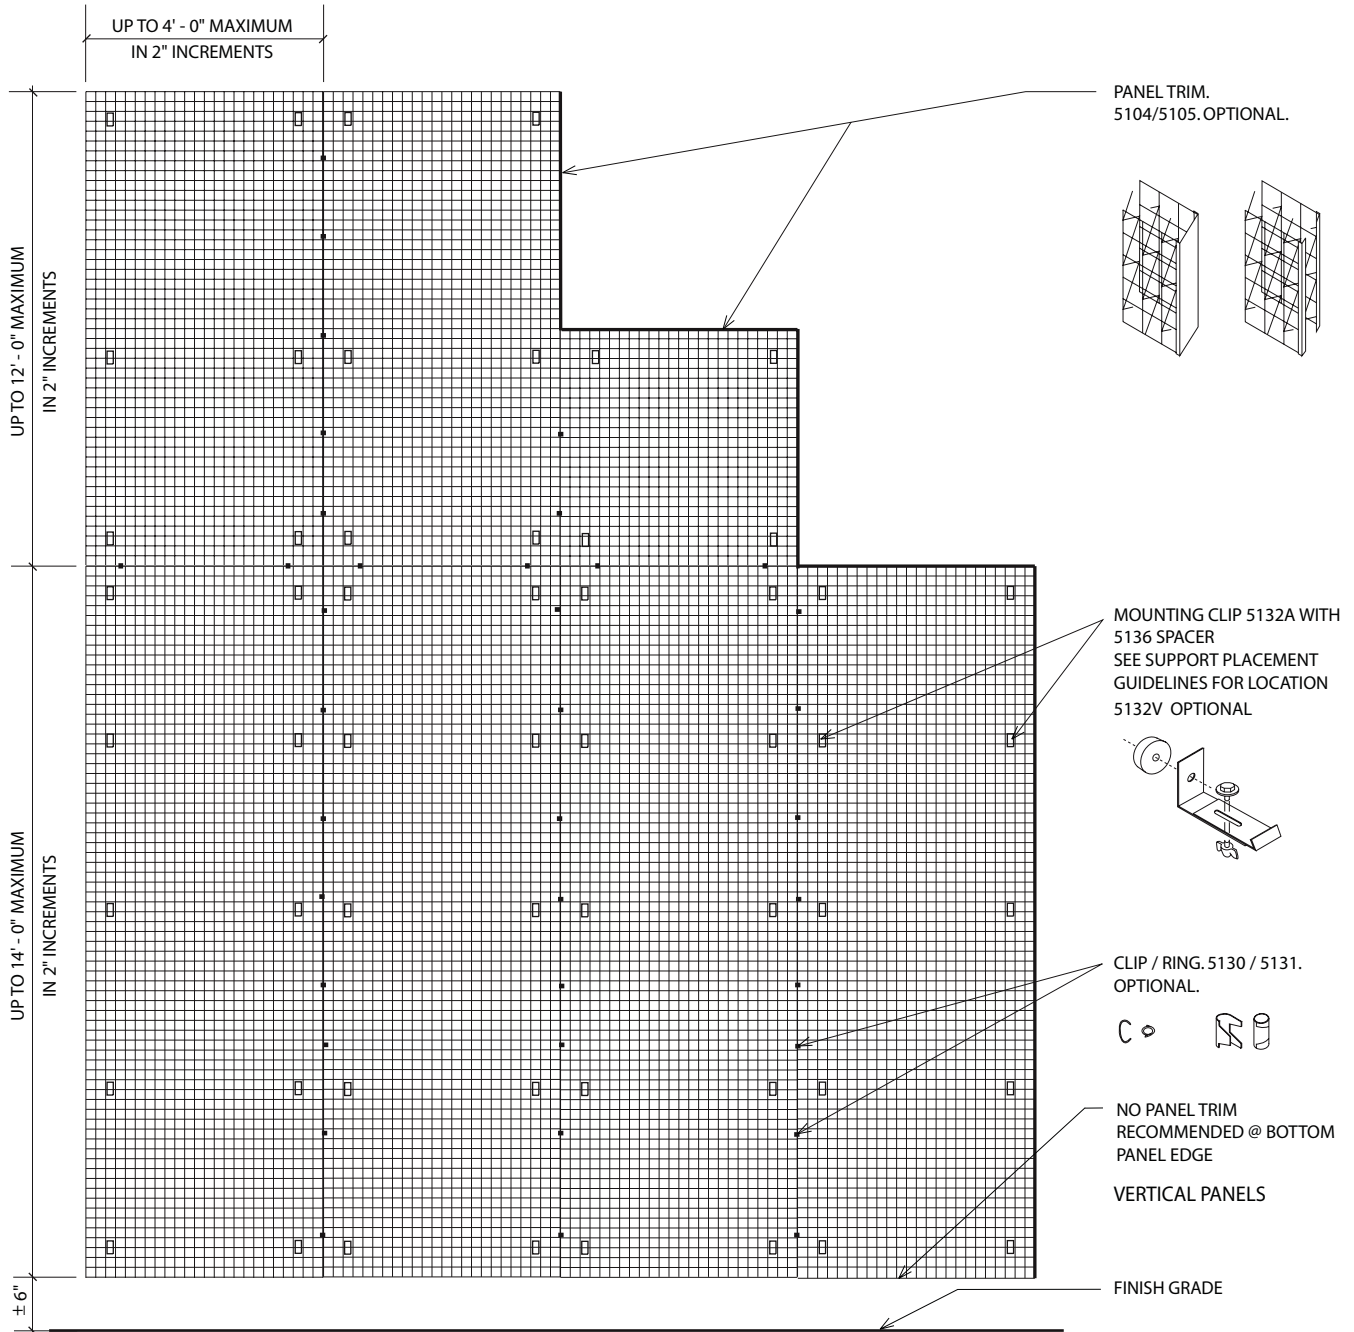 UP TO 4' - 0" MAXIMUM
IN 2" INCREMENTS
PANEL TRIM.
5104/5105. OPTIONAL.
UP TO 12' - 0" MAXIMUM
IN 2" INCREMENTS
MOUNTING CLIP 5132A WITH
5136 SPACER
SEE SUPPORT PLACEMENT
GUIDELINES FOR LOCATION
5132V OPTIONAL
UP TO 14' - 0" MAXIMUM
IN 2" INCREMENTS
CLIP / RING. 5130 / 5131.
OPTIONAL.
NO PANEL TRIM
RECOMMENDED @ BOTTOM
PANEL EDGE
VERTICAL PANELS
± 6"
FINISH GRADE